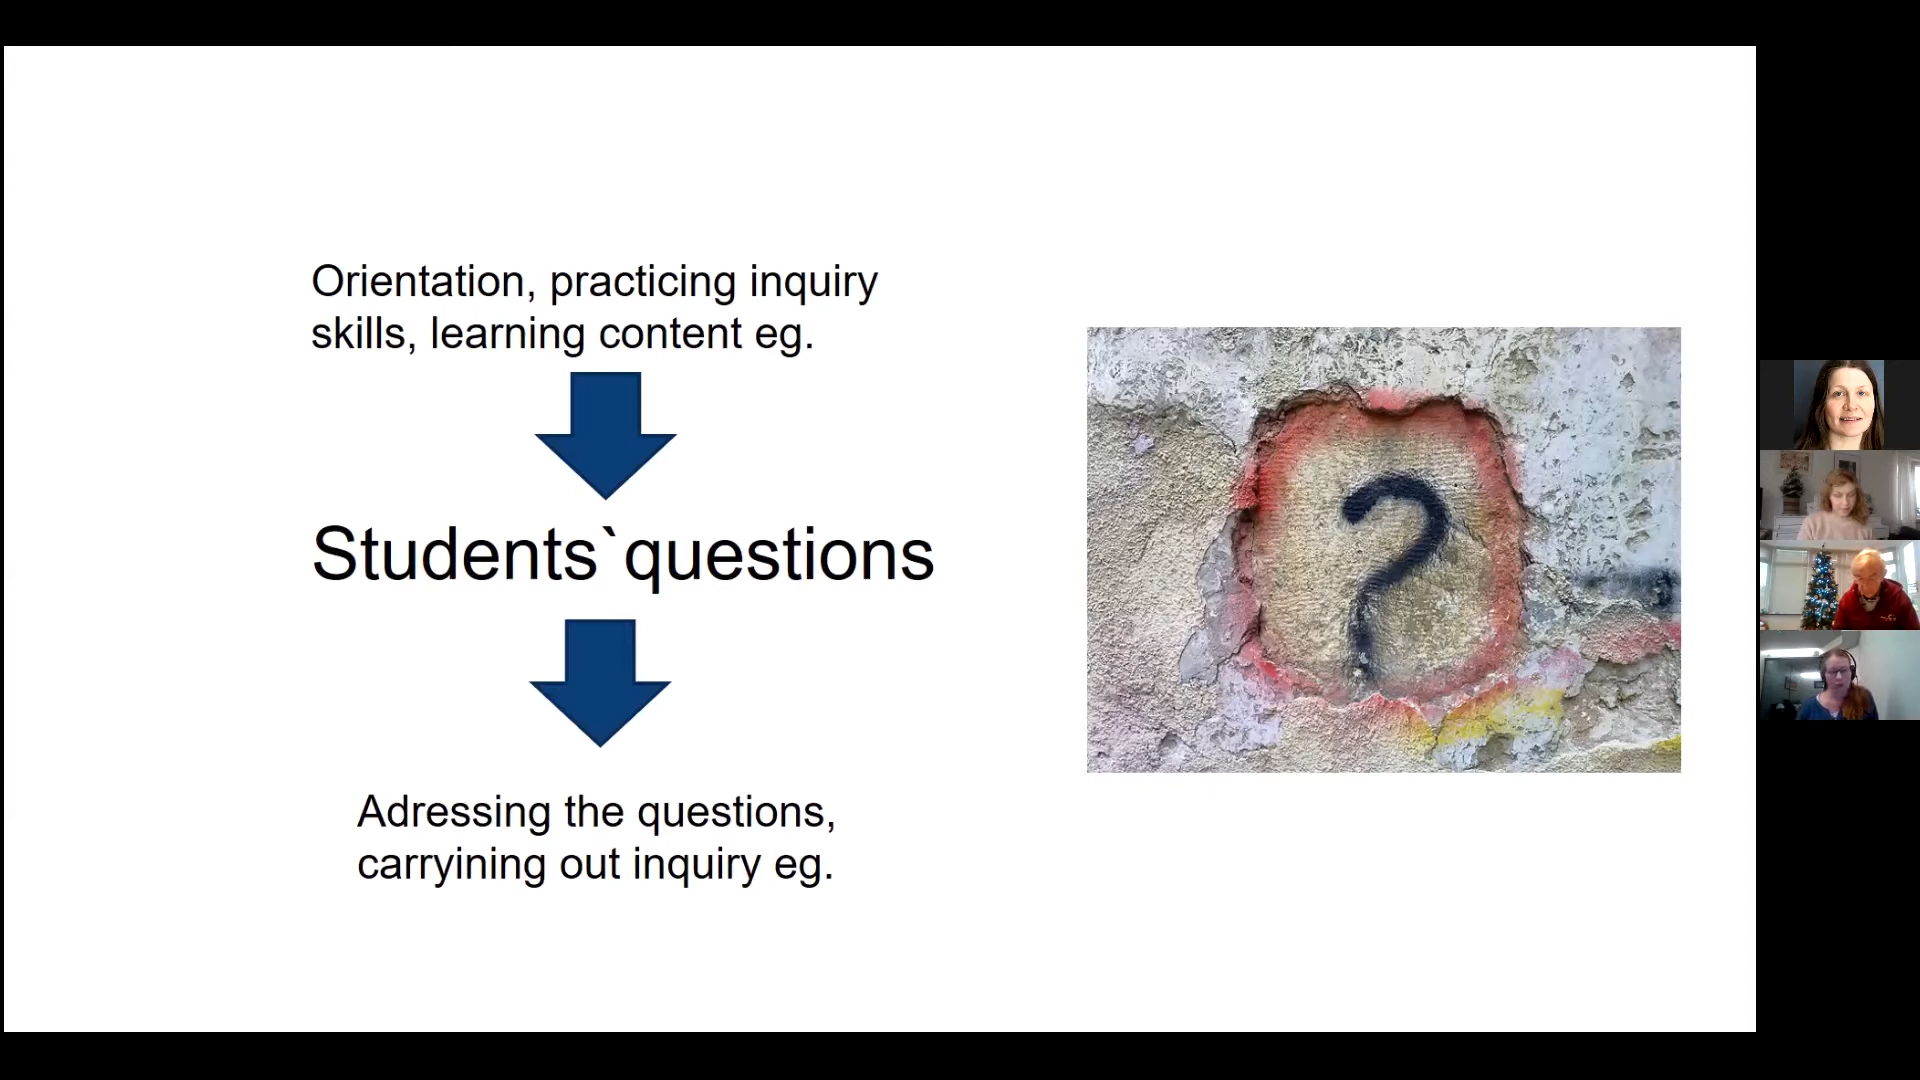 Orientation, practicing inquiry
skills, learning content eg.
Students`questions
?
Adressing the questions,
carryining out inquiry eg.